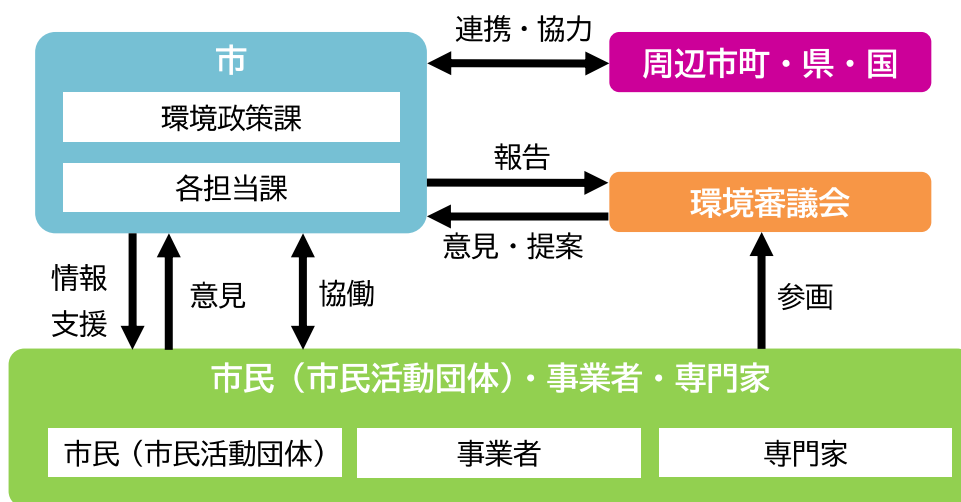 連携・協力
市
周辺市町・県・国
環境政策課
報告
各担当課
環境審議会
意見・提案
情報
支援
意見
協働
参画
市民（市民活動団体）・事業者・専門家
市民（市民活動団体）
事業者
専門家